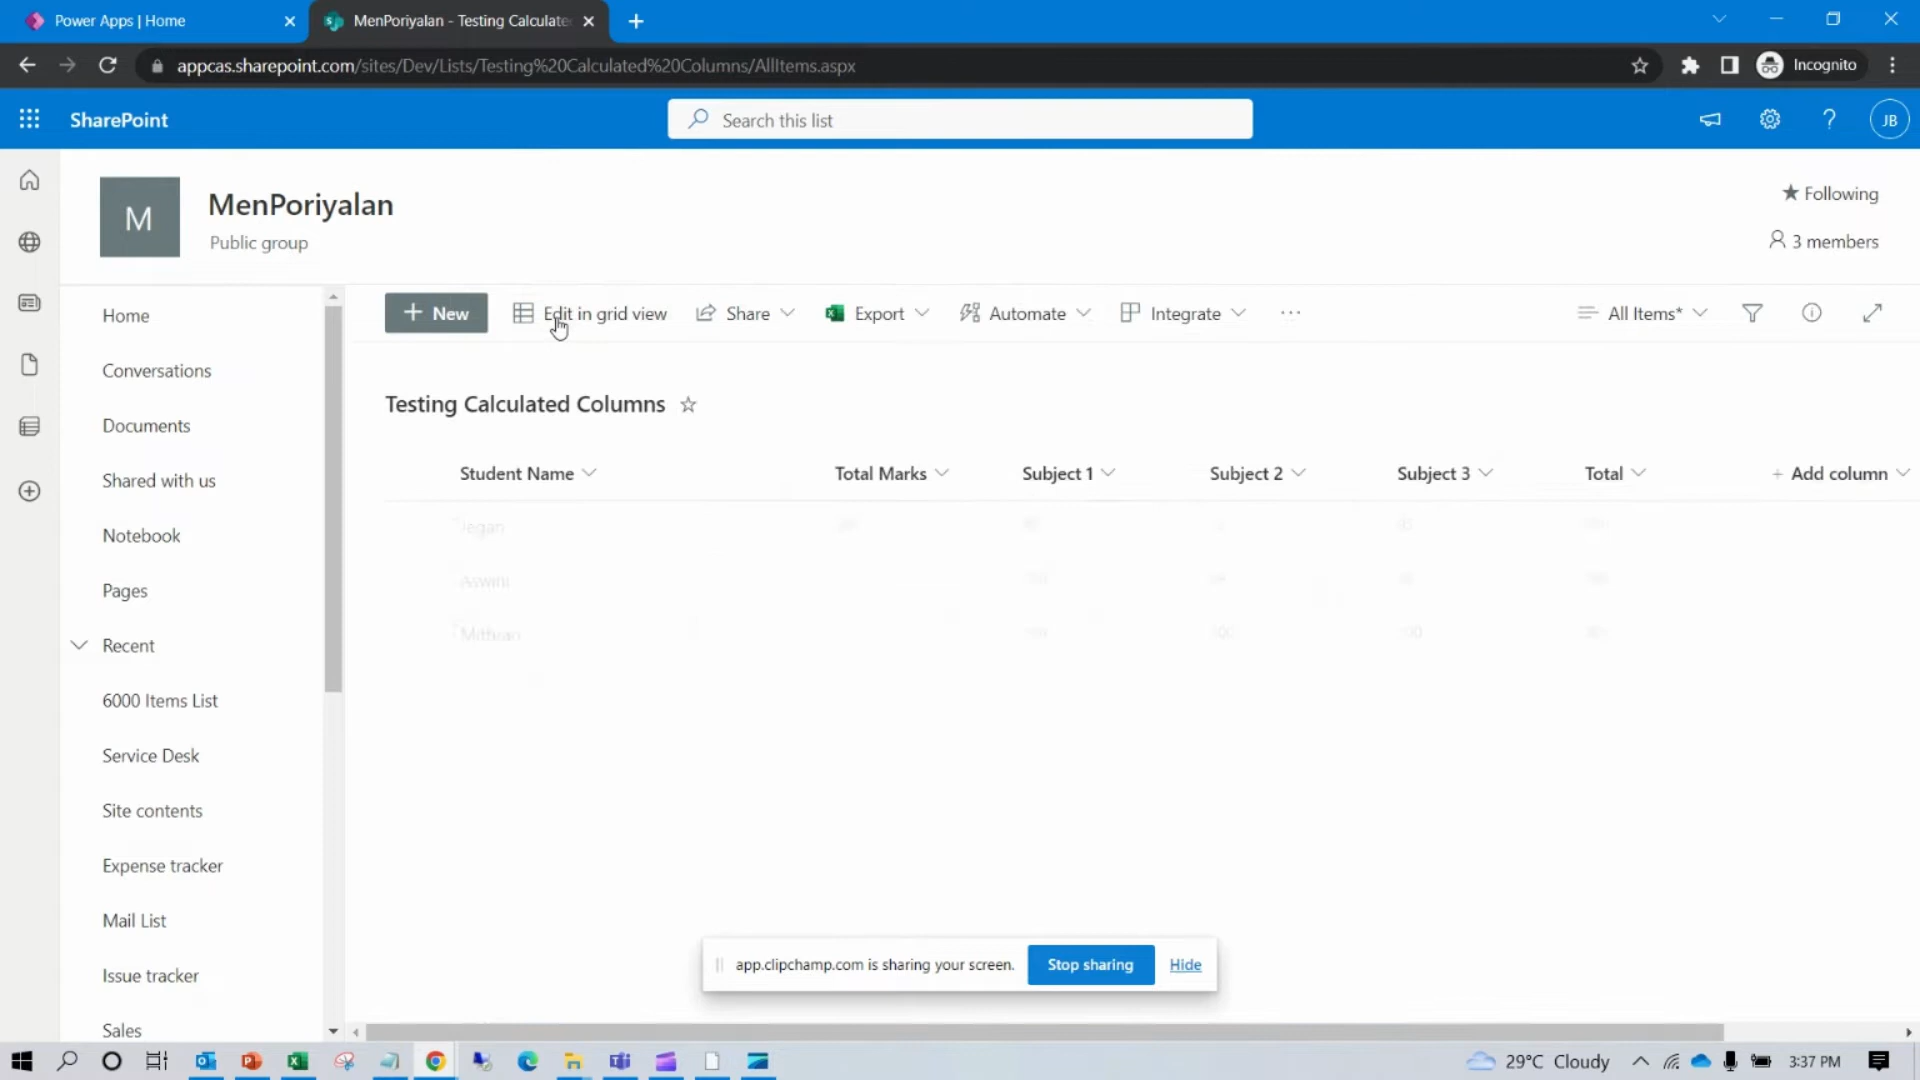 Power Apps | Home
MenPoriyalan - Testing Calculate
appcas.sharepoint.com/sites/Dev/Lists/Testing%20Calculated%20Columns/AllItems.aspx
Incognito
SharePoint
Search this list
JB
M
MenPoriyalan
Public group
Following
3 members
Home
Conversations
Documents
Shared with us
Notebook
Pages
Recent
6000 Items List
Service Desk
Site contents
Expense tracker
Mail List
Issue tracker
Sales
New
Edit in grid view
Share
Export
Automate
Integrate
All Items*
Testing Calculated Columns
Student Name
Total Marks
Subject 1
Subject 2
Subject 3
Total
Add column
Jegan
Aswini
Mithran
app.clipchamp.com is sharing your screen.
Stop sharing
Hide
29°C Cloudy
3:37 PM